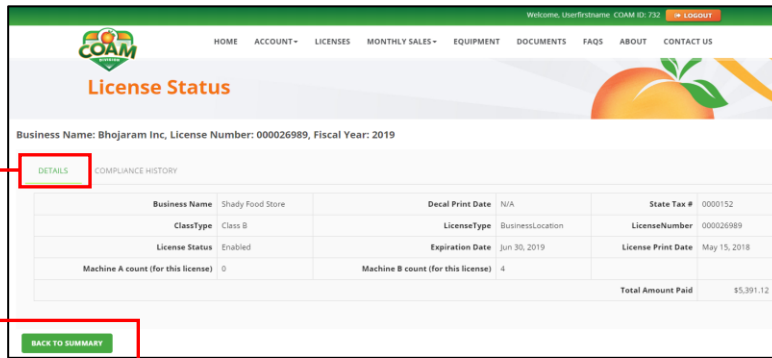 Welcome, Userfirstname COAM ID: 732 LOGOUT
COAM
DIVISION
HOME ACCOUNT LICENSES MONTHLY SALES EQUIPMENT DOCUMENTS FAQS ABOUT CONTACT US
License Status
Business Name: Bhojaram Inc, License Number: 000026989, Fiscal Year: 2019
DETAILS COMPLIANCE HISTORY
Business Name Shady Food Store Decal Print Date N/A State Tax # 0000152
ClassType Class B LicenseType BusinessLocation LicenseNumber 000026989
License Status Enabled Expiration Date Jun 30, 2019 License Print Date May 15, 2018
Machine A count (for this license) 0 Machine B count (for this license) 4
Total Amount Paid $5,391.12
BACK TO SUMMARY